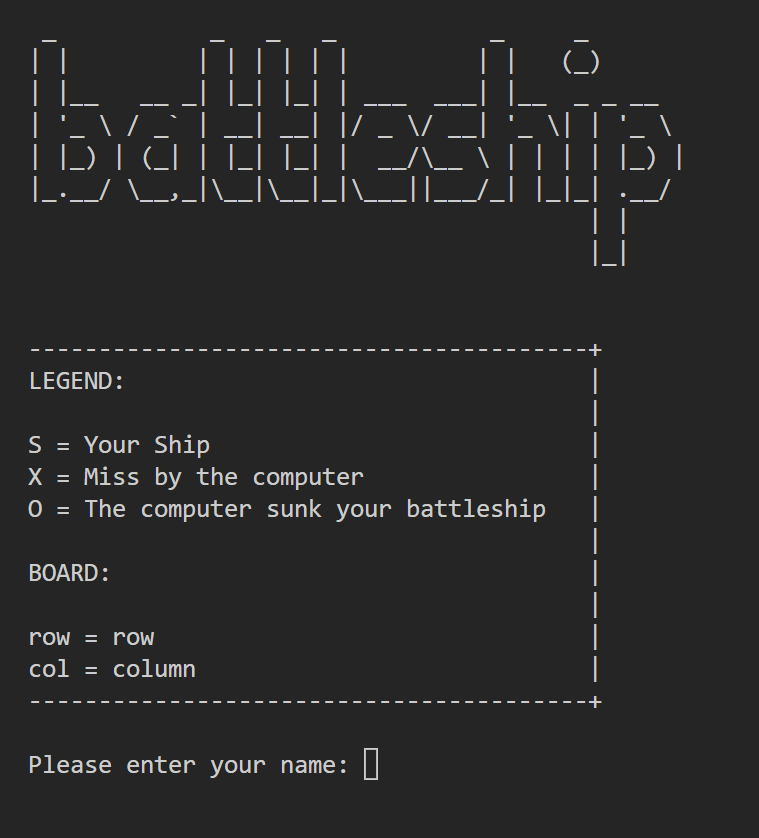 battleship
-----------------------------------------+
LEGEND: |
|
S = Your Ship |
X = Miss by the computer |
O = The computer sunk your battleship |
|
BOARD: |
|
row = row |
col = column |
-----------------------------------------+
Please enter your name: